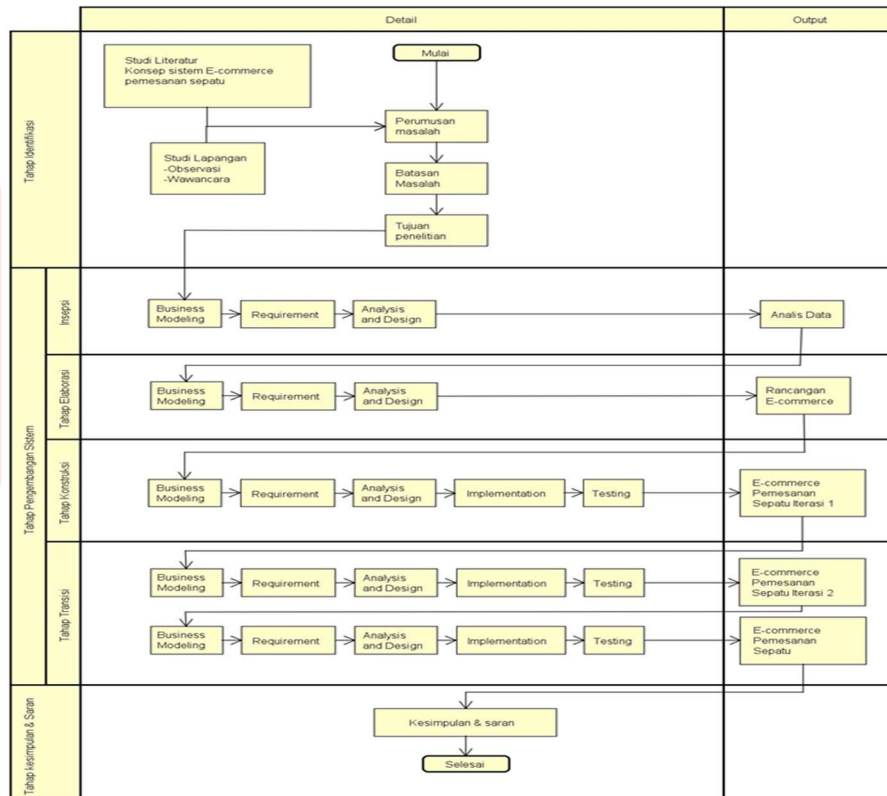 Detail
Output
Tahap Identifikasi
Mulai
Studi Literatur
Konsep sistem E-commerce
pemesanan sepatu
Perumusan
masalah
Studi Lapangan
-Observasi
-Wawancara
Batasan
Masalah
Tujuan
penelitian
Tahap Pengembangan Sistem
Insepsi
Business
Modeling
Requirement
Analysis
and Design
Analis Data
Tahap Elaborasi
Business
Modeling
Requirement
Analysis
and Design
Rancangan
E-commerce
Tahap Konstruksi
Business
Modeling
Requirement
Analysis
and Design
Implementation
Testing
E-commerce
Pemesanan
Sepatu Iterasi 1
Tahap Transisi
Business
Modeling
Requirement
Analysis
and Design
Implementation
Testing
E-commerce
Pemesanan
Sepatu Iterasi 2
Business
Modeling
Requirement
Analysis
and Design
Implementation
Testing
E-commerce
Pemesanan
Sepatu
Tahap kesimpulan & Saran
Kesimpulan & saran
Selesai